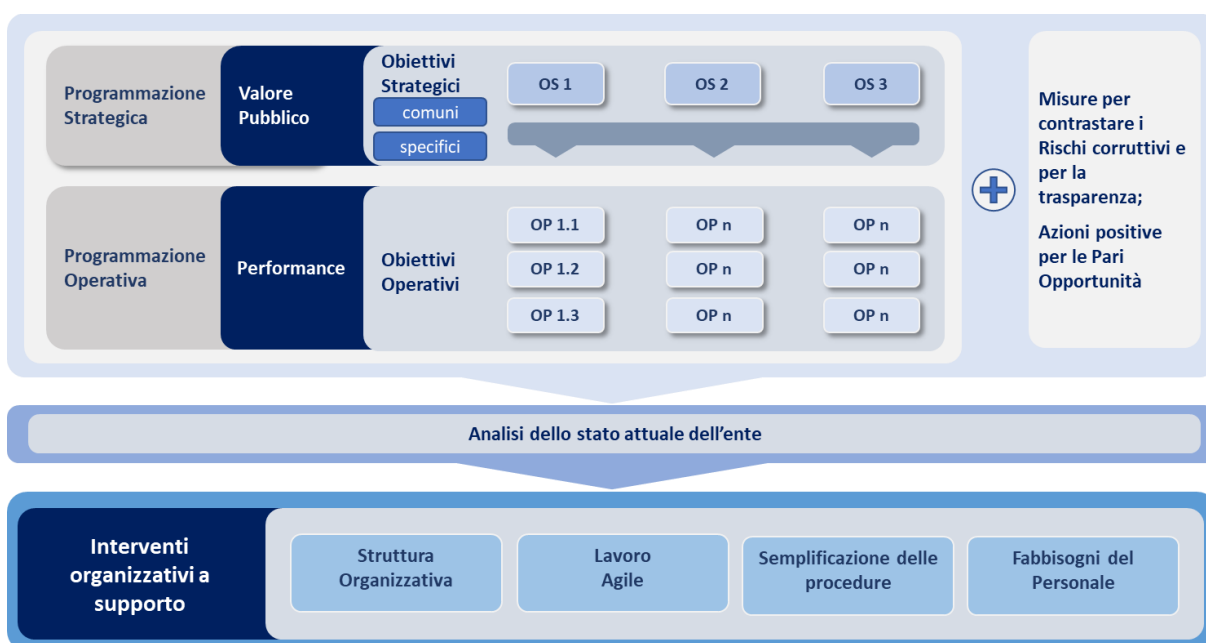 Programmazione
Strategica
Valore
Pubblico
Obiettivi
Strategici
comuni
specifici
OS 1
OS 2
OS 3
Programmazione
Operativa
Performance
Obiettivi
Operativi
OP 1.1
OP n
OP n
OP 1.2
OP n
OP n
OP 1.3
OP n
OP n
Misure per
contrastare i
Rischi corruttivi e
per la
trasparenza;
Azioni positive
per le Pari
Opportunità
Analisi dello stato attuale dell’ente
Interventi
organizzativi a
supporto
Struttura
Organizzativa
Lavoro
Agile
Semplificazione delle
procedure
Fabbisogni del
Personale